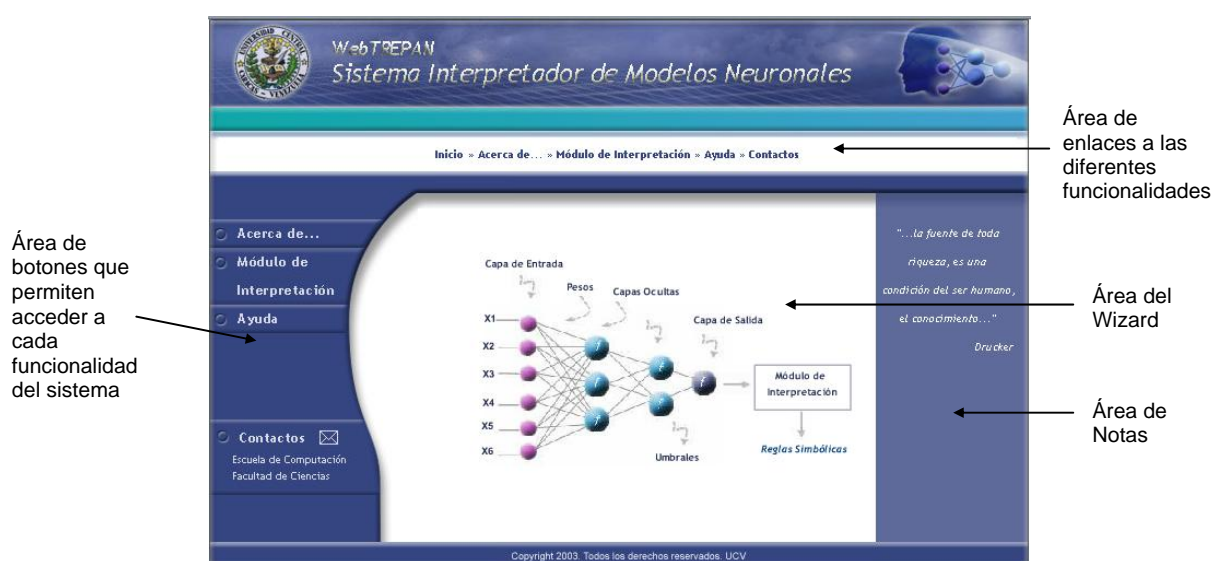 UNIVERSIDAD CENTRAL
CARACAS - VENEZUELA
WebTREPAN
Sistema Interpretador de Modelos Neuronales
Inicio » Acerca de... » Módulo de Interpretación » Ayuda » Contactos
Área de
enlaces a las
diferentes
funcionalidades
Área de
botones que
permiten
acceder a
cada
funcionalidad
del sistema
Acerca de...
Módulo de
Interpretación
Ayuda
Contactos
Escuela de Computación
Facultad de Ciencias
Capa de Entrada
Pesos
Capas Ocultas
Capa de Salida
X1
X2
X3
X4
X5
X6
f
f
f
f
f
f
Umbrales
Módulo de
Interpretación
Reglas Simbólicas
"...la fuente de toda
riqueza, es una
condición del ser humano,
el conocimiento..."
Drucker
Área del
Wizard
Área de
Notas
Copyright 2003. Todos los derechos reservados. UCV